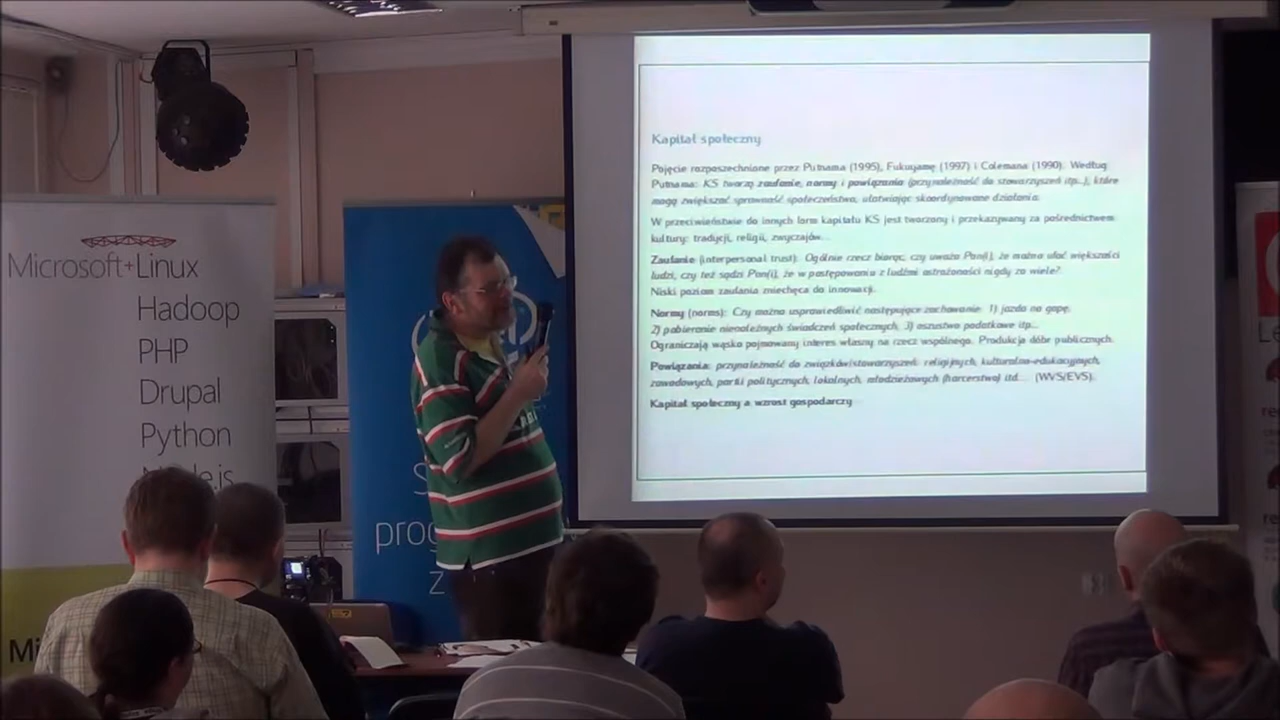 Microsoft+Linux
Hadoop
PHP
Drupal
Python
Node.js
Mi
prog
Z
Kapitał społeczny
Pojęcie rozposzechnione przez Putnama (1995), Fukuyamę (1997) i Colemana (1990). Według
Putnama: KS tworzą zaufanie, normy i powiązania (przynależność do stowarzyszeń itp...), które
mogą zwiększać sprawność społeczeństwa, ułatwiając skoordynowane działania.
W przeciwieństwie do innych form kapitału KS jest tworzony i przekazywany za pośrednictwem
kultury: tradycji, religii, zwyczajów...
Zaufanie (interpersonal trust): Ogólnie rzecz biorąc, czy uważa Pan(i), że można ufać większości
ludzi, czy też sądzi Pan(i), że w postępowaniu z ludźmi ostrożności nigdy za wiele?
Niski poziom zaufania zniechęca do innowacji.
Normy (norms): Czy można usprawiedliwić następujące zachowanie: 1) jazda na gapę,
2) pobieranie nienależnych świadczeń społecznych, 3) oszustwa podatkowe itp...
Ograniczają wąsko pojmowany interes własny na rzecz wspólnego. Produkcja dóbr publicznych.
Powiązania: przynależność do związków/stowarzyszeń: religijnych, kulturalno-edukacyjnych,
zawodowych, partii politycznych, lokalnych, młodzieżowych (harcerstwo) itd... (WVS/EVS).
Kapitał społeczny a wzrost gospodarczy